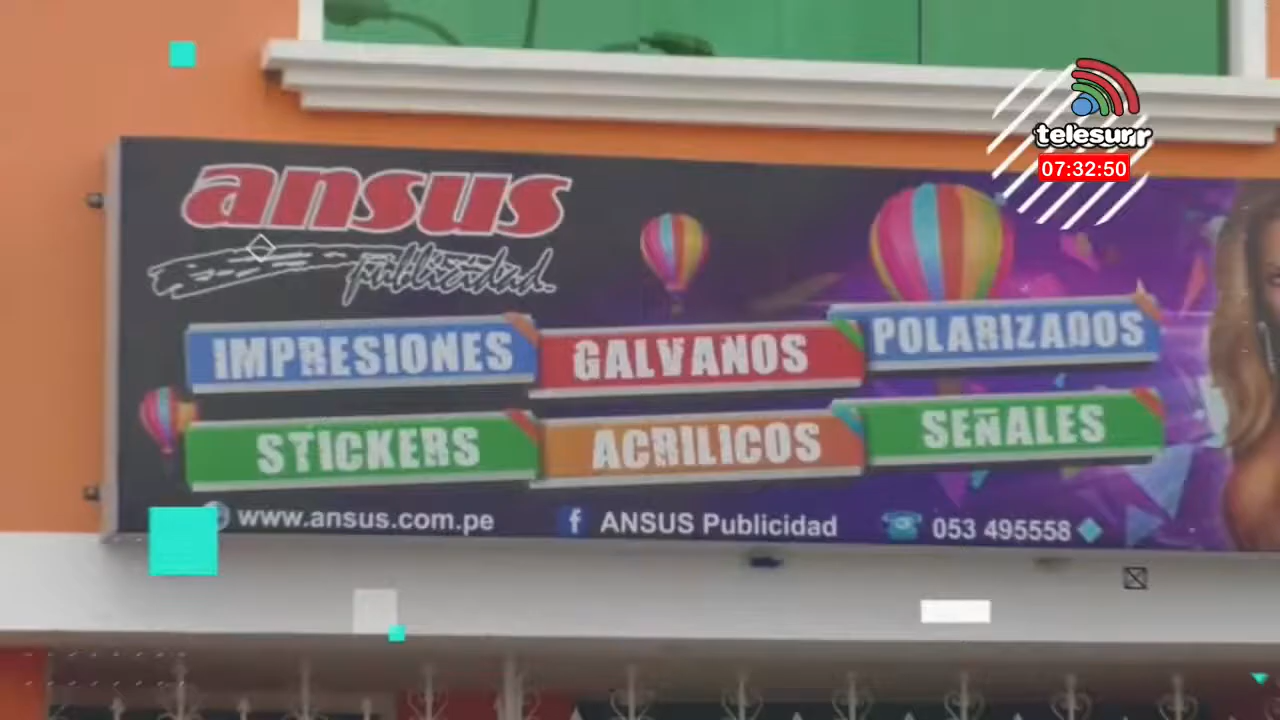 telesurr
07:32:50
ansus
publicidad.
IMPRESIONES GALVANOS POLARIZADOS
STICKERS ACRILICOS SEÑALES
www.ansus.com.pe ANSUS Publicidad 053 495558